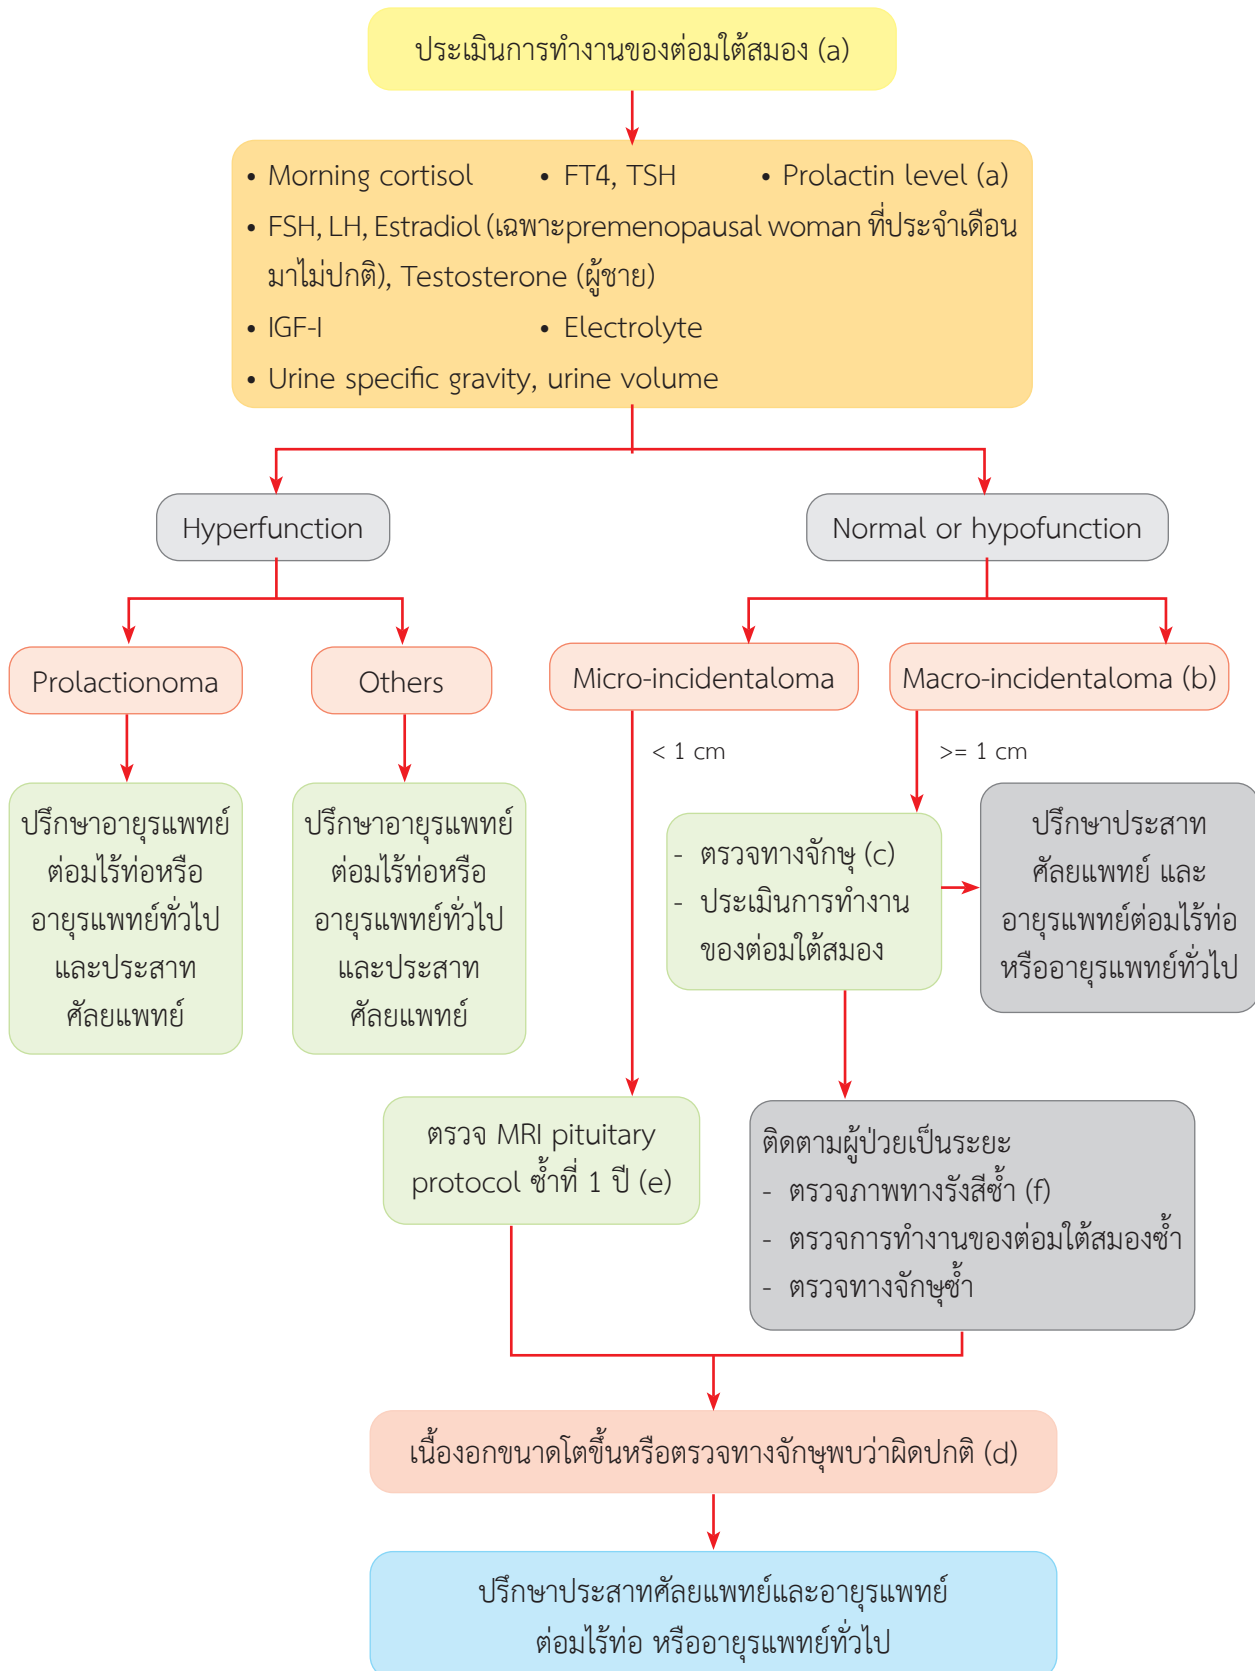 ประเมินการทำงานของต่อมใต้สมอง (a)
• Morning cortisol • FT4, TSH • Prolactin level (a)
• FSH, LH, Estradiol (เฉพาะpremenopausal woman ที่ประจำเดือน
มาไม่ปกติ), Testosterone (ผู้ชาย)
• IGF-I • Electrolyte
• Urine specific gravity, urine volume
Hyperfunction
Normal or hypofunction
Prolactionoma
Others
Micro-incidentaloma
Macro-incidentaloma (b)
< 1 cm
>= 1 cm
ปรึกษาอายุรแพทย์
ต่อมไร้ท่อหรือ
อายุรแพทย์ทั่วไป
และประสาท
ศัลยแพทย์
ปรึกษาอายุรแพทย์
ต่อมไร้ท่อหรือ
อายุรแพทย์ทั่วไป
และประสาท
ศัลยแพทย์
- ตรวจทางจักษุ (c)
- ประเมินการทำงาน
ของต่อมใต้สมอง
ปรึกษาประสาท
ศัลยแพทย์ และ
อายุรแพทย์ต่อมไร้ท่อ
หรืออายุรแพทย์ทั่วไป
ตรวจ MRI pituitary
protocol ซ้ำที่ 1 ปี (e)
ติดตามผู้ป่วยเป็นระยะ
- ตรวจภาพทางรังสีซ้ำ (f)
- ตรวจการทำงานของต่อมใต้สมองซ้ำ
- ตรวจทางจักษุซ้ำ
เนื้องอกขนาดโตขึ้นหรือตรวจทางจักษุพบว่าผิดปกติ (d)
ปรึกษาประสาทศัลยแพทย์และอายุรแพทย์
ต่อมไร้ท่อ หรืออายุรแพทย์ทั่วไป